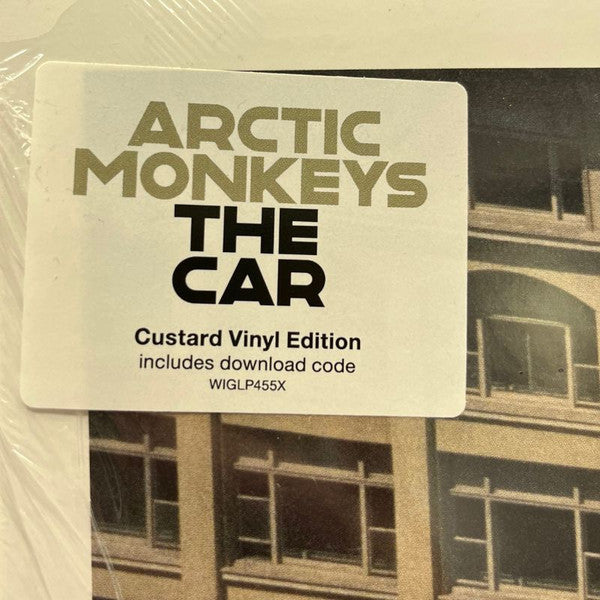 ARCTIC
MONKEYS
THE
CAR
Custard Vinyl Edition
includes download code
WIGLP455X